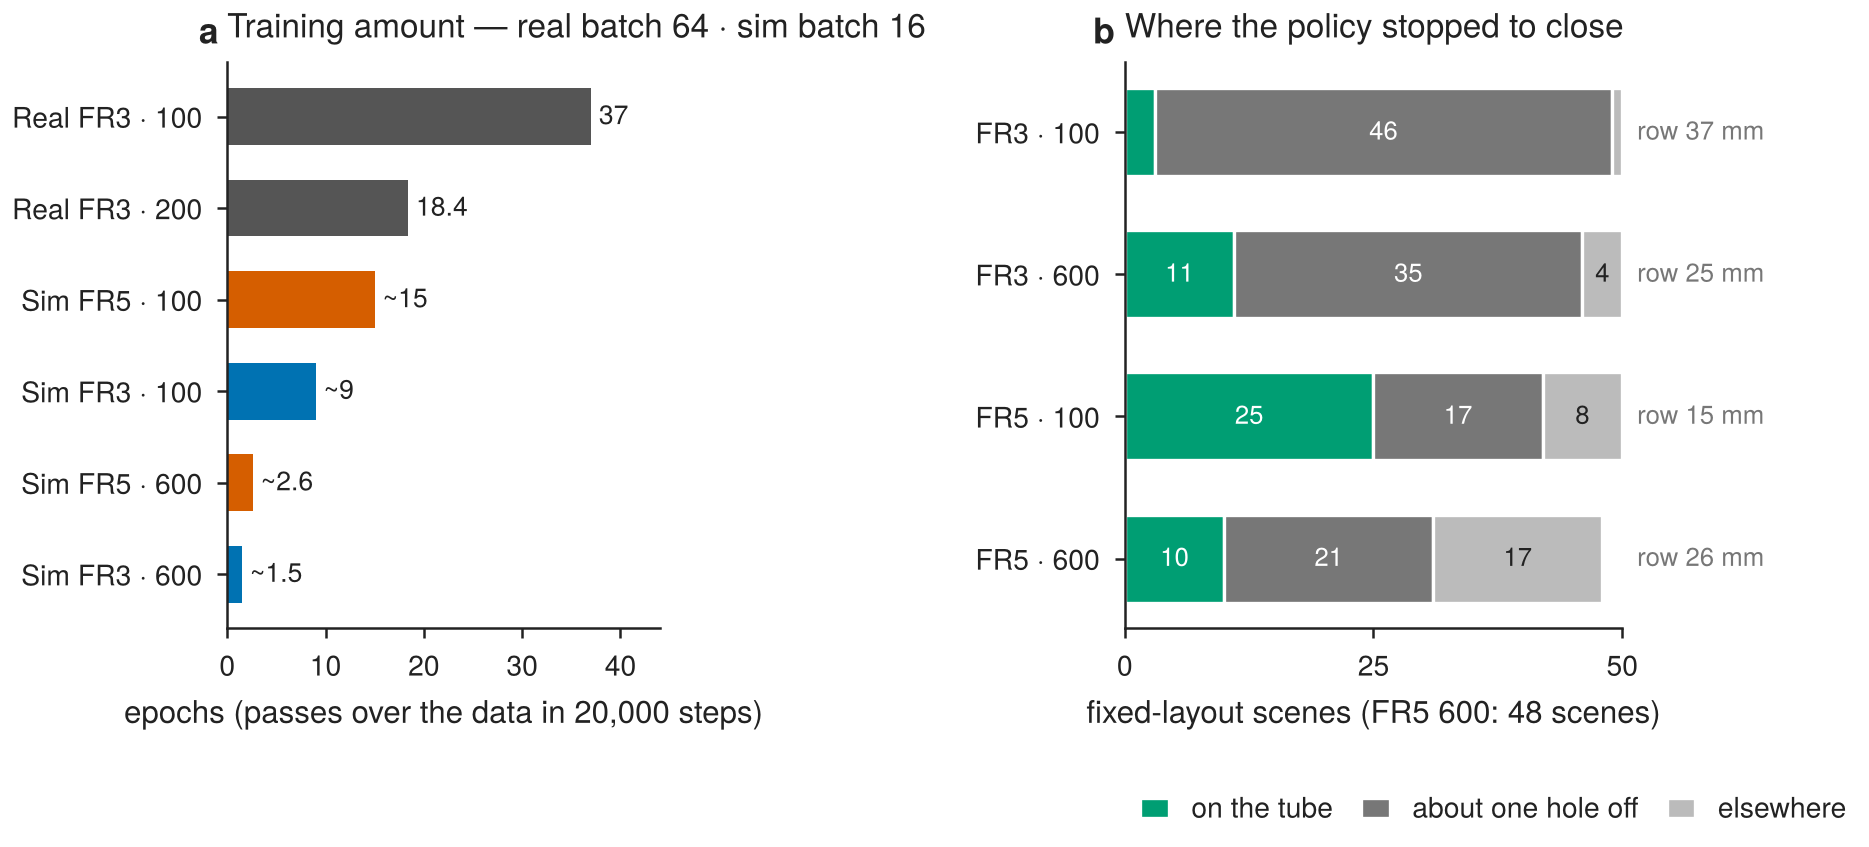 a Training amount — real batch 64 · sim batch 16
Real FR3 · 100
37
Real FR3 · 200
18.4
Sim FR5 · 100
~15
Sim FR3 · 100
~9
Sim FR5 · 600
~2.6
Sim FR3 · 600
~1.5
0 10 20 30 40
epochs (passes over the data in 20,000 steps)
b Where the policy stopped to close
FR3 · 100
46
row 37 mm
FR3 · 600
11 35 4
row 25 mm
FR5 · 100
25 17 8
row 15 mm
FR5 · 600
10 21 17
row 26 mm
0 25 50
fixed-layout scenes (FR5 600: 48 scenes)
on the tube about one hole off elsewhere